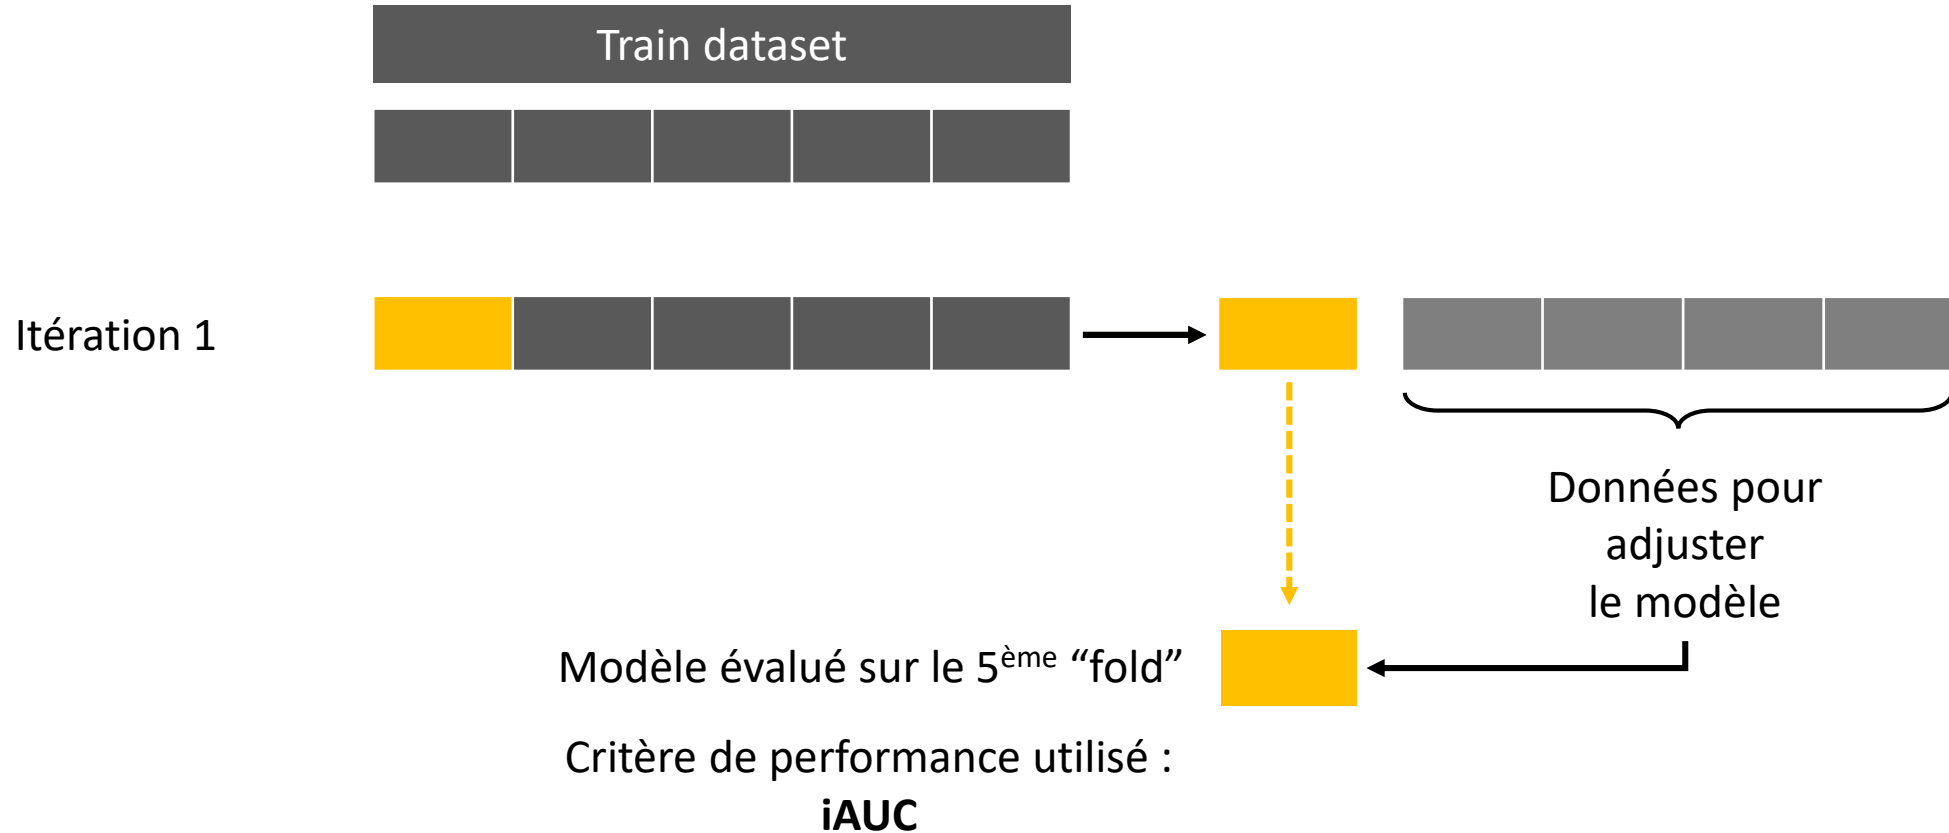 Train dataset
Itération 1
Données pour
adjuster
le modèle
Modèle évalué sur le 5ème “fold”
Critère de performance utilisé :
iAUC